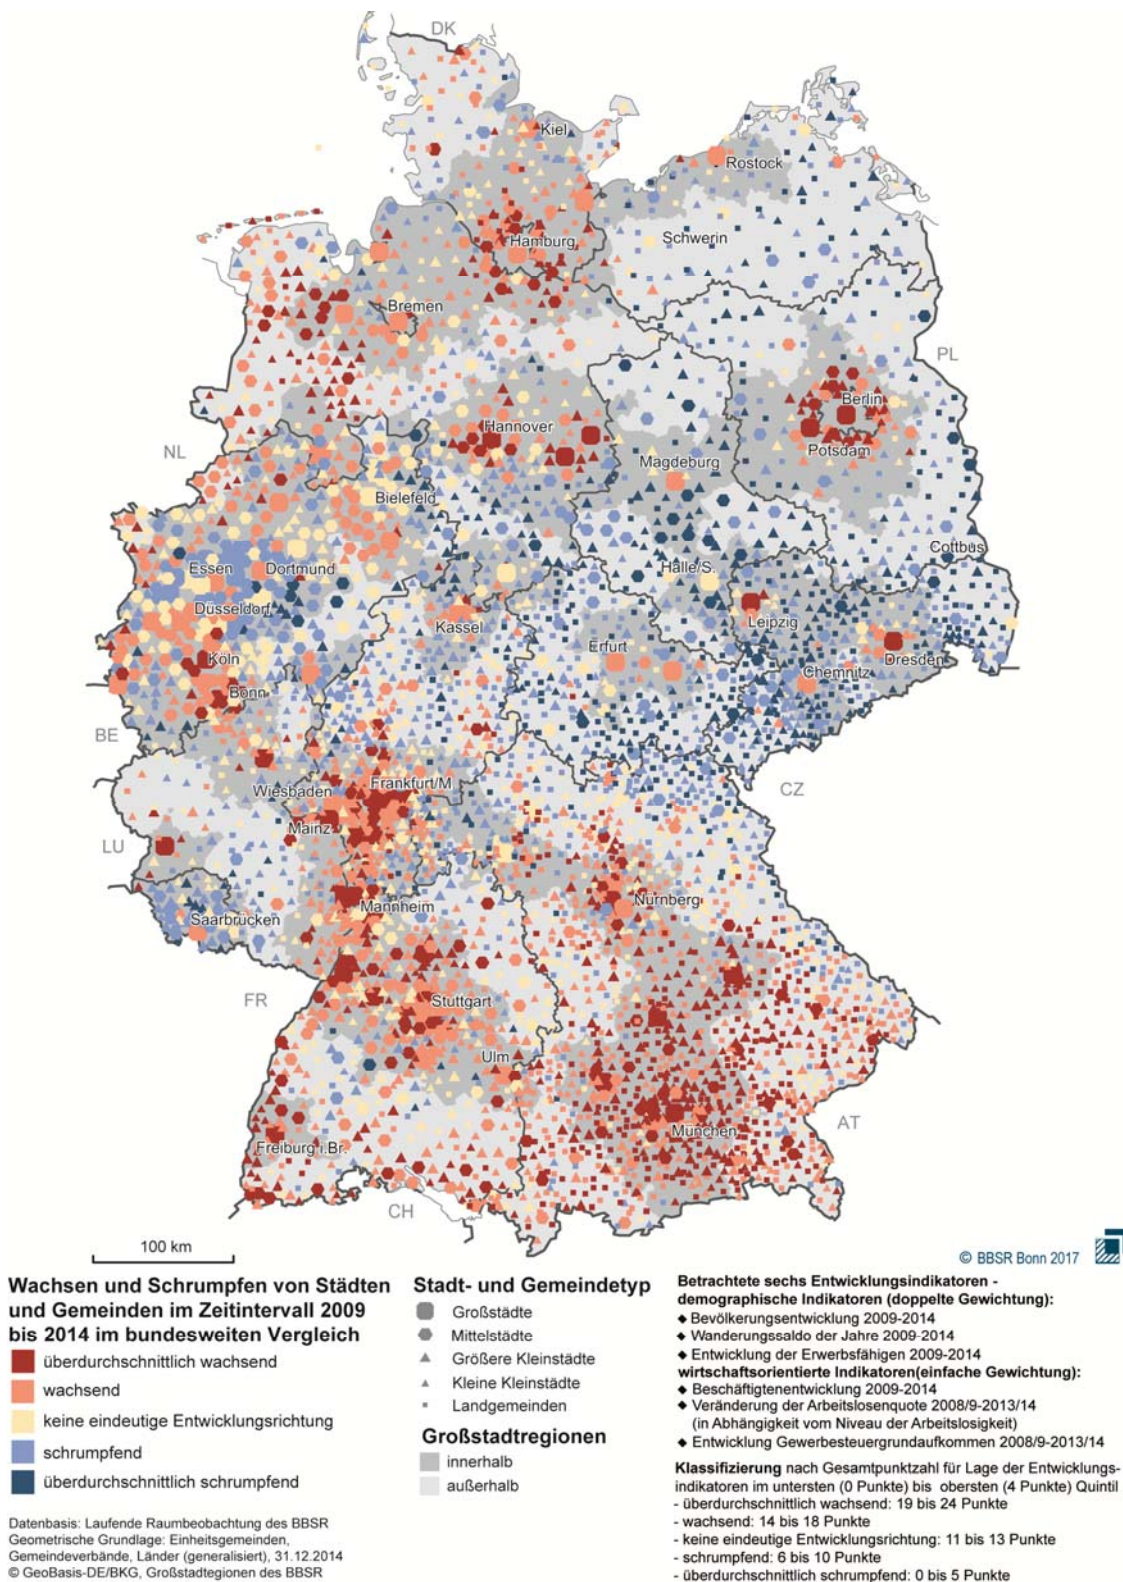 DK
Kiel
Rostock
Hamburg
Schwerin
Bremen
PL
Berlin
Hannover
NL
Potsdam
Magdeburg
Bielefeld
Cottbus
Essen
Dortmund
Halle/S.
Düsseldorf
Leipzig
Kassel
Erfurt
Dresden
Köln
Chemnitz
Bonn
BE
Frankfurt/M
CZ
Wiesbaden
Mainz
LU
Mannheim
Nürnberg
Saarbrücken
FR
Stuttgart
Ulm
AT
München
Freiburg i.Br.
CH
100 km
© BBSR Bonn 2017
Wachsen und Schrumpfen von Städten
und Gemeinden im Zeitintervall 2009
bis 2014 im bundesweiten Vergleich
überdurchschnittlich wachsend
wachsend
keine eindeutige Entwicklungsrichtung
schrumpfend
überdurchschnittlich schrumpfend
Datenbasis: Laufende Raumbeobachtung des BBSR
Geometrische Grundlage: Einheitsgemeinden,
Gemeindeverbände, Länder (generalisiert), 31.12.2014
© GeoBasis-DE/BKG, Großstadtregionen des BBSR
Stadt- und Gemeindetyp
Großstädte
Mittelstädte
Größere Kleinstädte
Kleine Kleinstädte
Landgemeinden
Großstadtregionen
innerhalb
außerhalb
Betrachtete sechs Entwicklungsindikatoren -
demographische Indikatoren (doppelte Gewichtung):
◆ Bevölkerungsentwicklung 2009-2014
◆ Wanderungssaldo der Jahre 2009-2014
◆ Entwicklung der Erwerbsfähigen 2009-2014
wirtschaftsorientierte Indikatoren(einfache Gewichtung):
◆ Beschäftigtenentwicklung 2009-2014
◆ Veränderung der Arbeitslosenquote 2008/9-2013/14
(in Abhängigkeit vom Niveau der Arbeitslosigkeit)
◆ Entwicklung Gewerbesteuergrundaufkommen 2008/9-2013/14
Klassifizierung nach Gesamtpunktzahl für Lage der Entwicklungs-
indikatoren im untersten (0 Punkte) bis obersten (4 Punkte) Quintil
- überdurchschnittlich wachsend: 19 bis 24 Punkte
- wachsend: 14 bis 18 Punkte
- keine eindeutige Entwicklungsrichtung: 11 bis 13 Punkte
- schrumpfend: 6 bis 10 Punkte
- überdurchschnittlich schrumpfend: 0 bis 5 Punkte